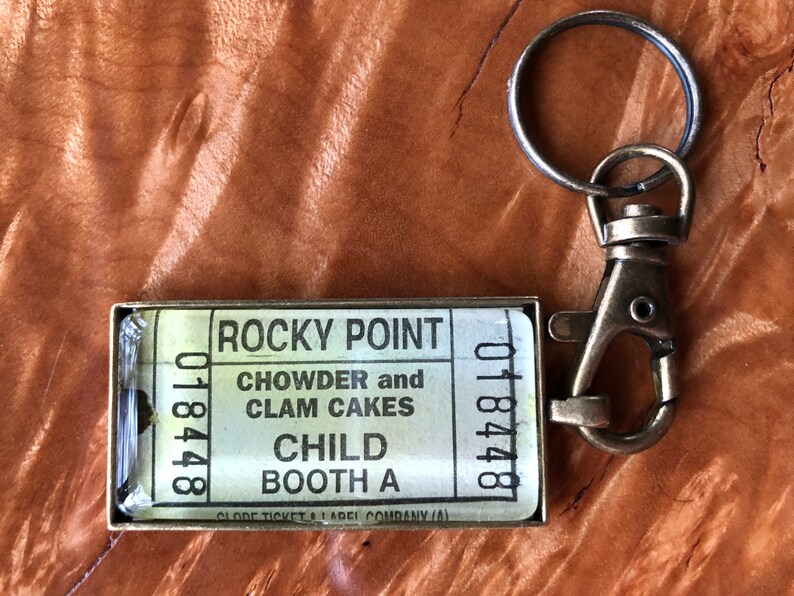 ROCKY POINT
CHOWDER and
CLAM CAKES
CHILD
BOOTH A
GLOBE TICKET & LABEL COMPANY (A)
018448
018448